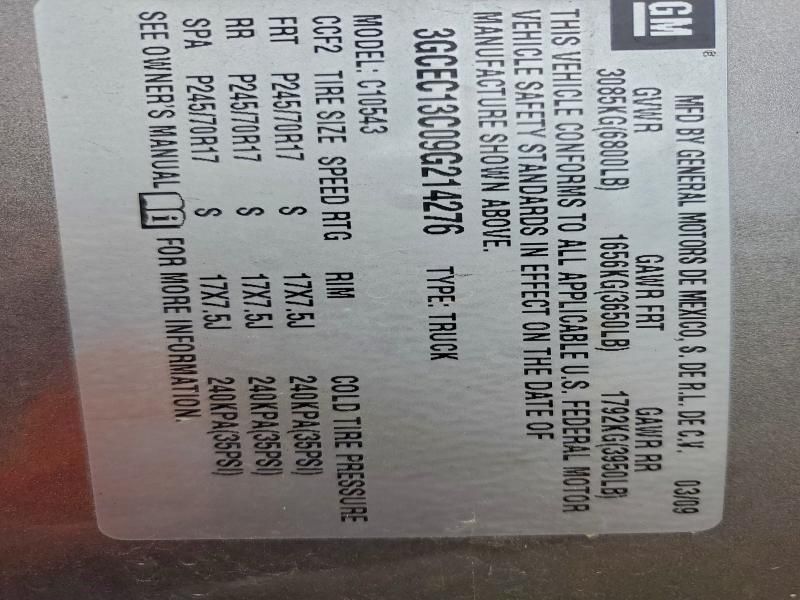 GM
®
MFD BY GENERAL MOTORS DE MEXICO, S. DE R.L. DE C.V. 03/09
GVWR GAWR FRT GAWR RR
3085KG(6800LB) 1656KG(3650LB) 1792KG(3950LB)
THIS VEHICLE CONFORMS TO ALL APPLICABLE U.S. FEDERAL MOTOR
VEHICLE SAFETY STANDARDS IN EFFECT ON THE DATE OF
MANUFACTURE SHOWN ABOVE.
3GCEC13C09G214276 TYPE: TRUCK
MODEL: C10543
CCF2 TIRE SIZE SPEED RTG RIM COLD TIRE PRESSURE
FRT P245/70R17 S 17X7.5J 240KPA(35PSI)
RR P245/70R17 S 17X7.5J 240KPA(35PSI)
SPA P245/70R17 S 17X7.5J 240KPA(35PSI)
SEE OWNER'S MANUAL i FOR MORE INFORMATION.